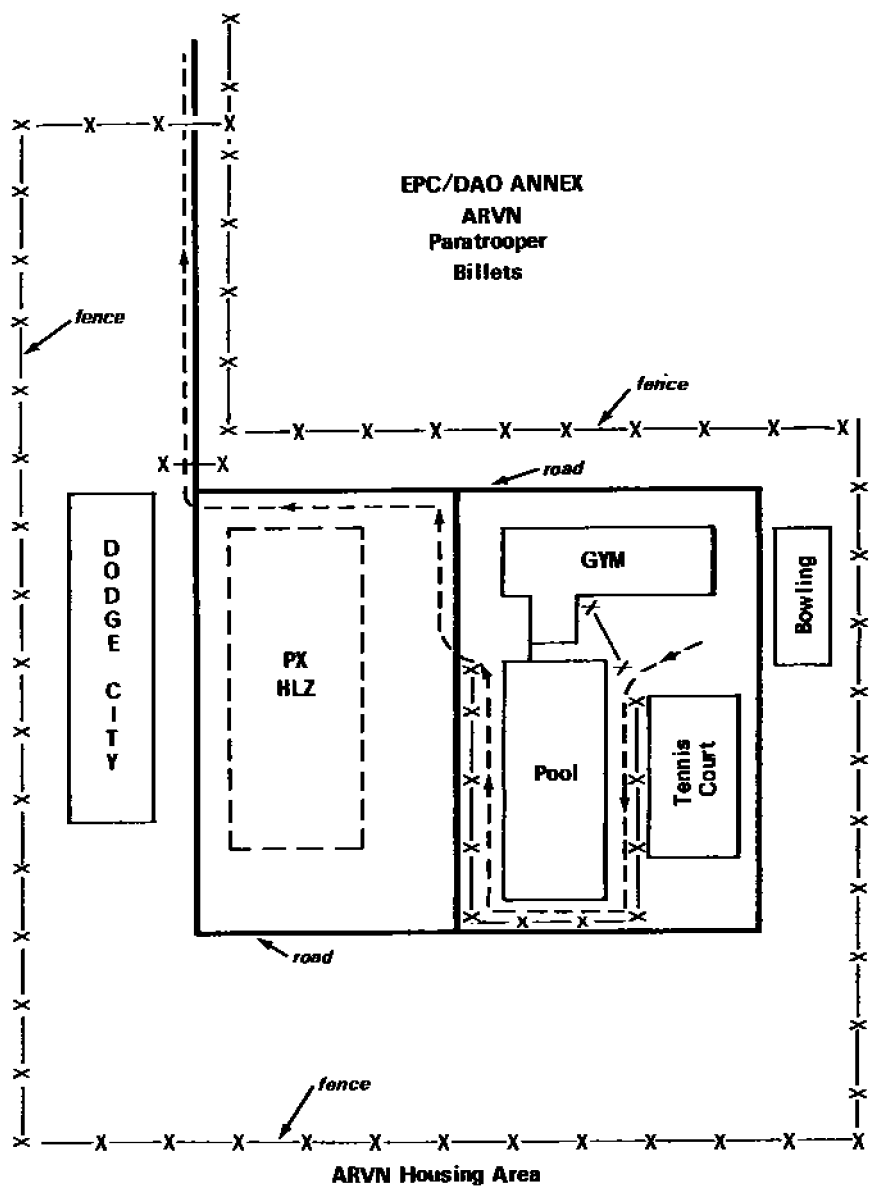 EPC/DAO ANNEX
ARVN
Paratrooper
Billets
fence
fence
road
DODGE CITY
GYM
Bowling
PX
HLZ
Pool
Tennis
Court
road
fence
ARVN Housing Area